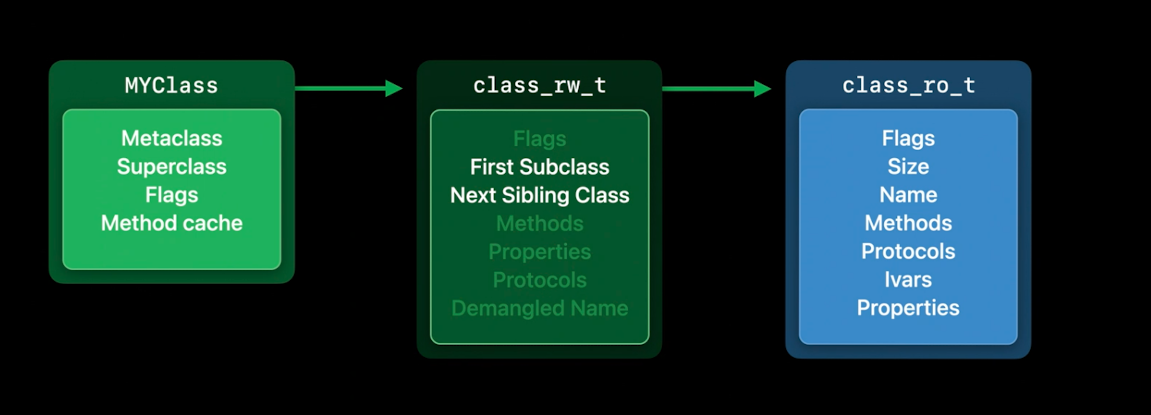 MYClass
Metaclass
Superclass
Flags
Method cache
class_rw_t
Flags
First Subclass
Next Sibling Class
Methods
Properties
Protocols
Demangled Name
class_ro_t
Flags
Size
Name
Methods
Protocols
Ivars
Properties